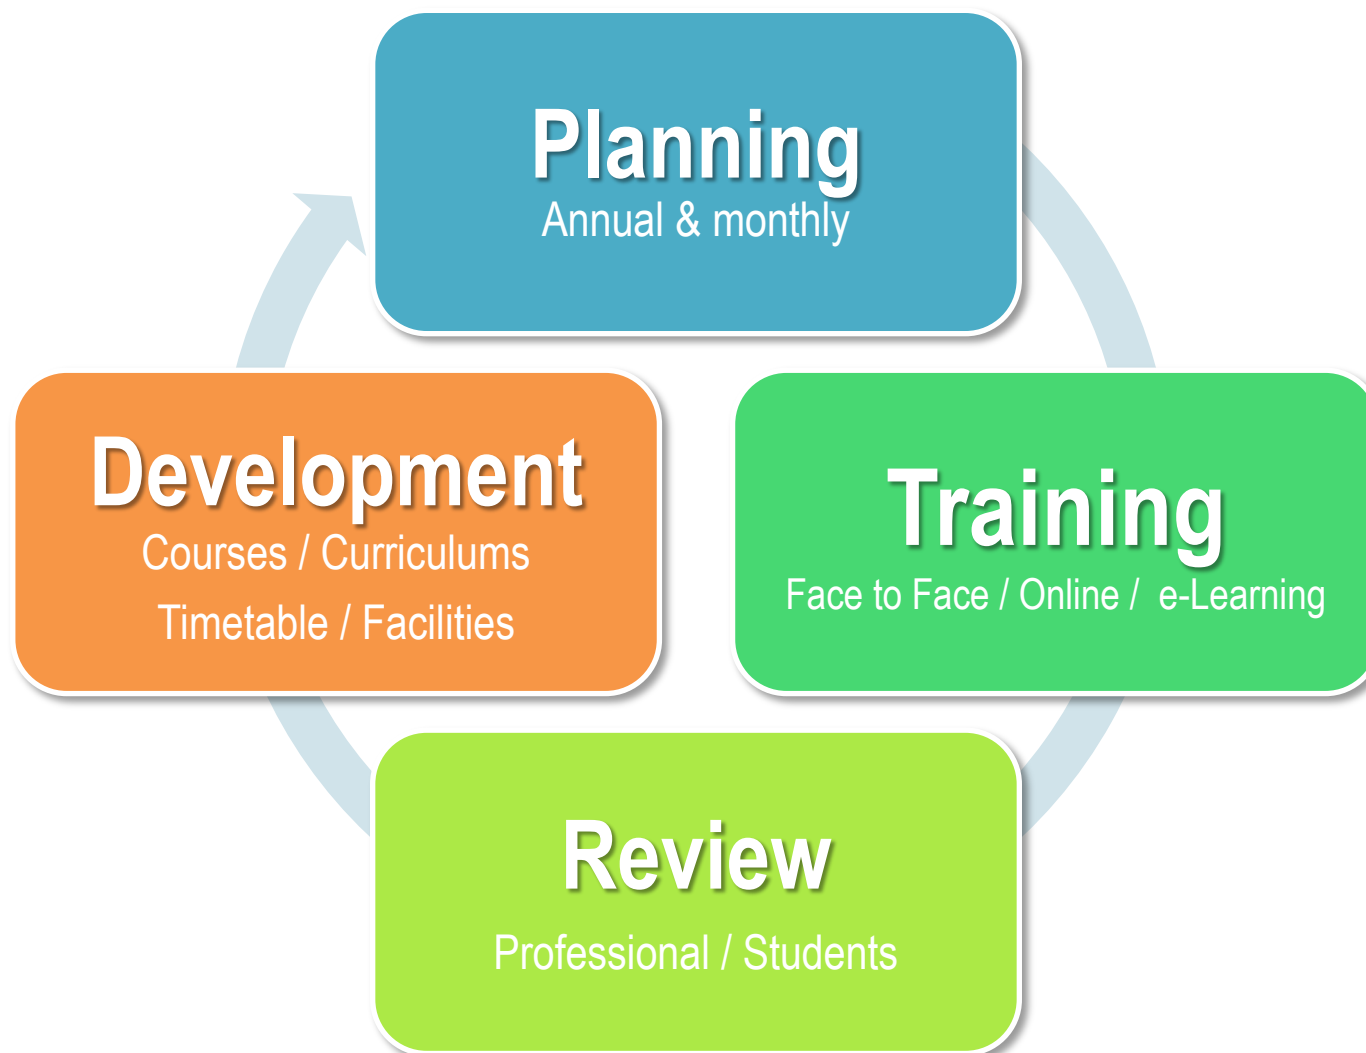 Planning
Annual & monthly
Development
Courses / Curriculums
Timetable / Facilities
Training
Face to Face / Online /  e-Learning
Review
Professional / Students